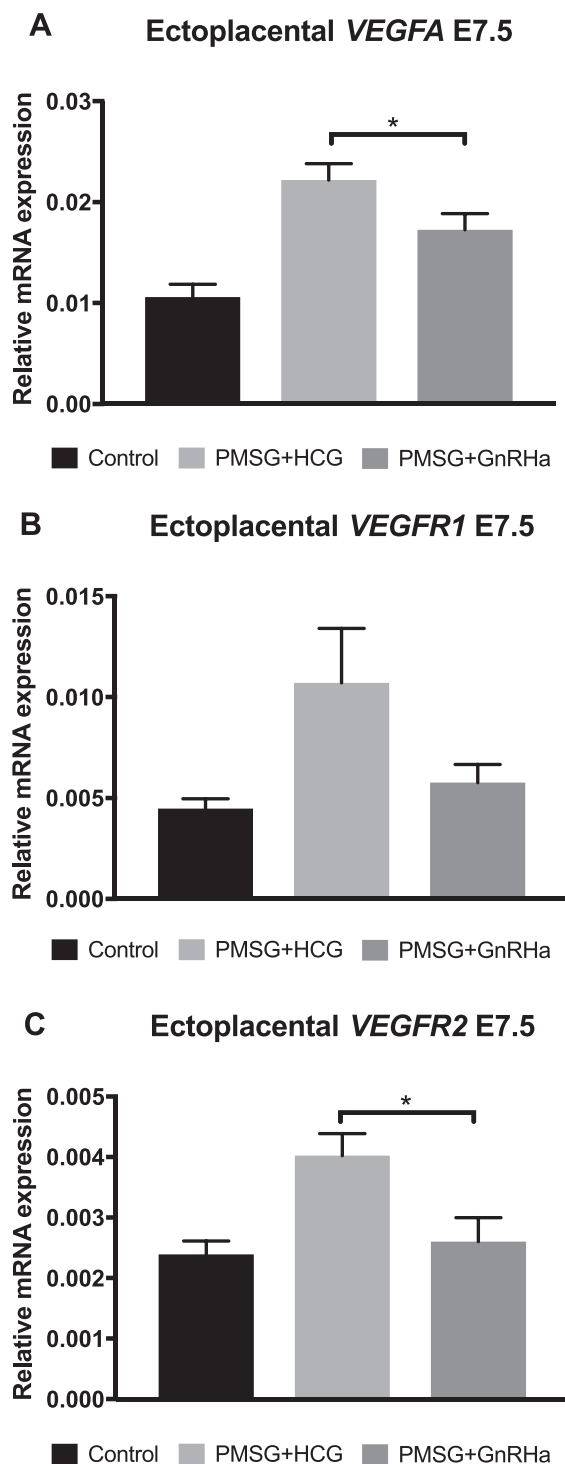 A
Ectoplacental VEGFA E7.5
Relative mRNA expression
0.03
0.02
0.01
0.00
*
Control PMSG+HCG PMSG+GnRHa
B
Ectoplacental VEGFR1 E7.5
Relative mRNA expression
0.015
0.010
0.005
0.000
Control PMSG+HCG PMSG+GnRHa
C
Ectoplacental VEGFR2 E7.5
Relative mRNA expression
0.005
0.004
0.003
0.002
0.001
0.000
*
Control PMSG+HCG PMSG+GnRHa